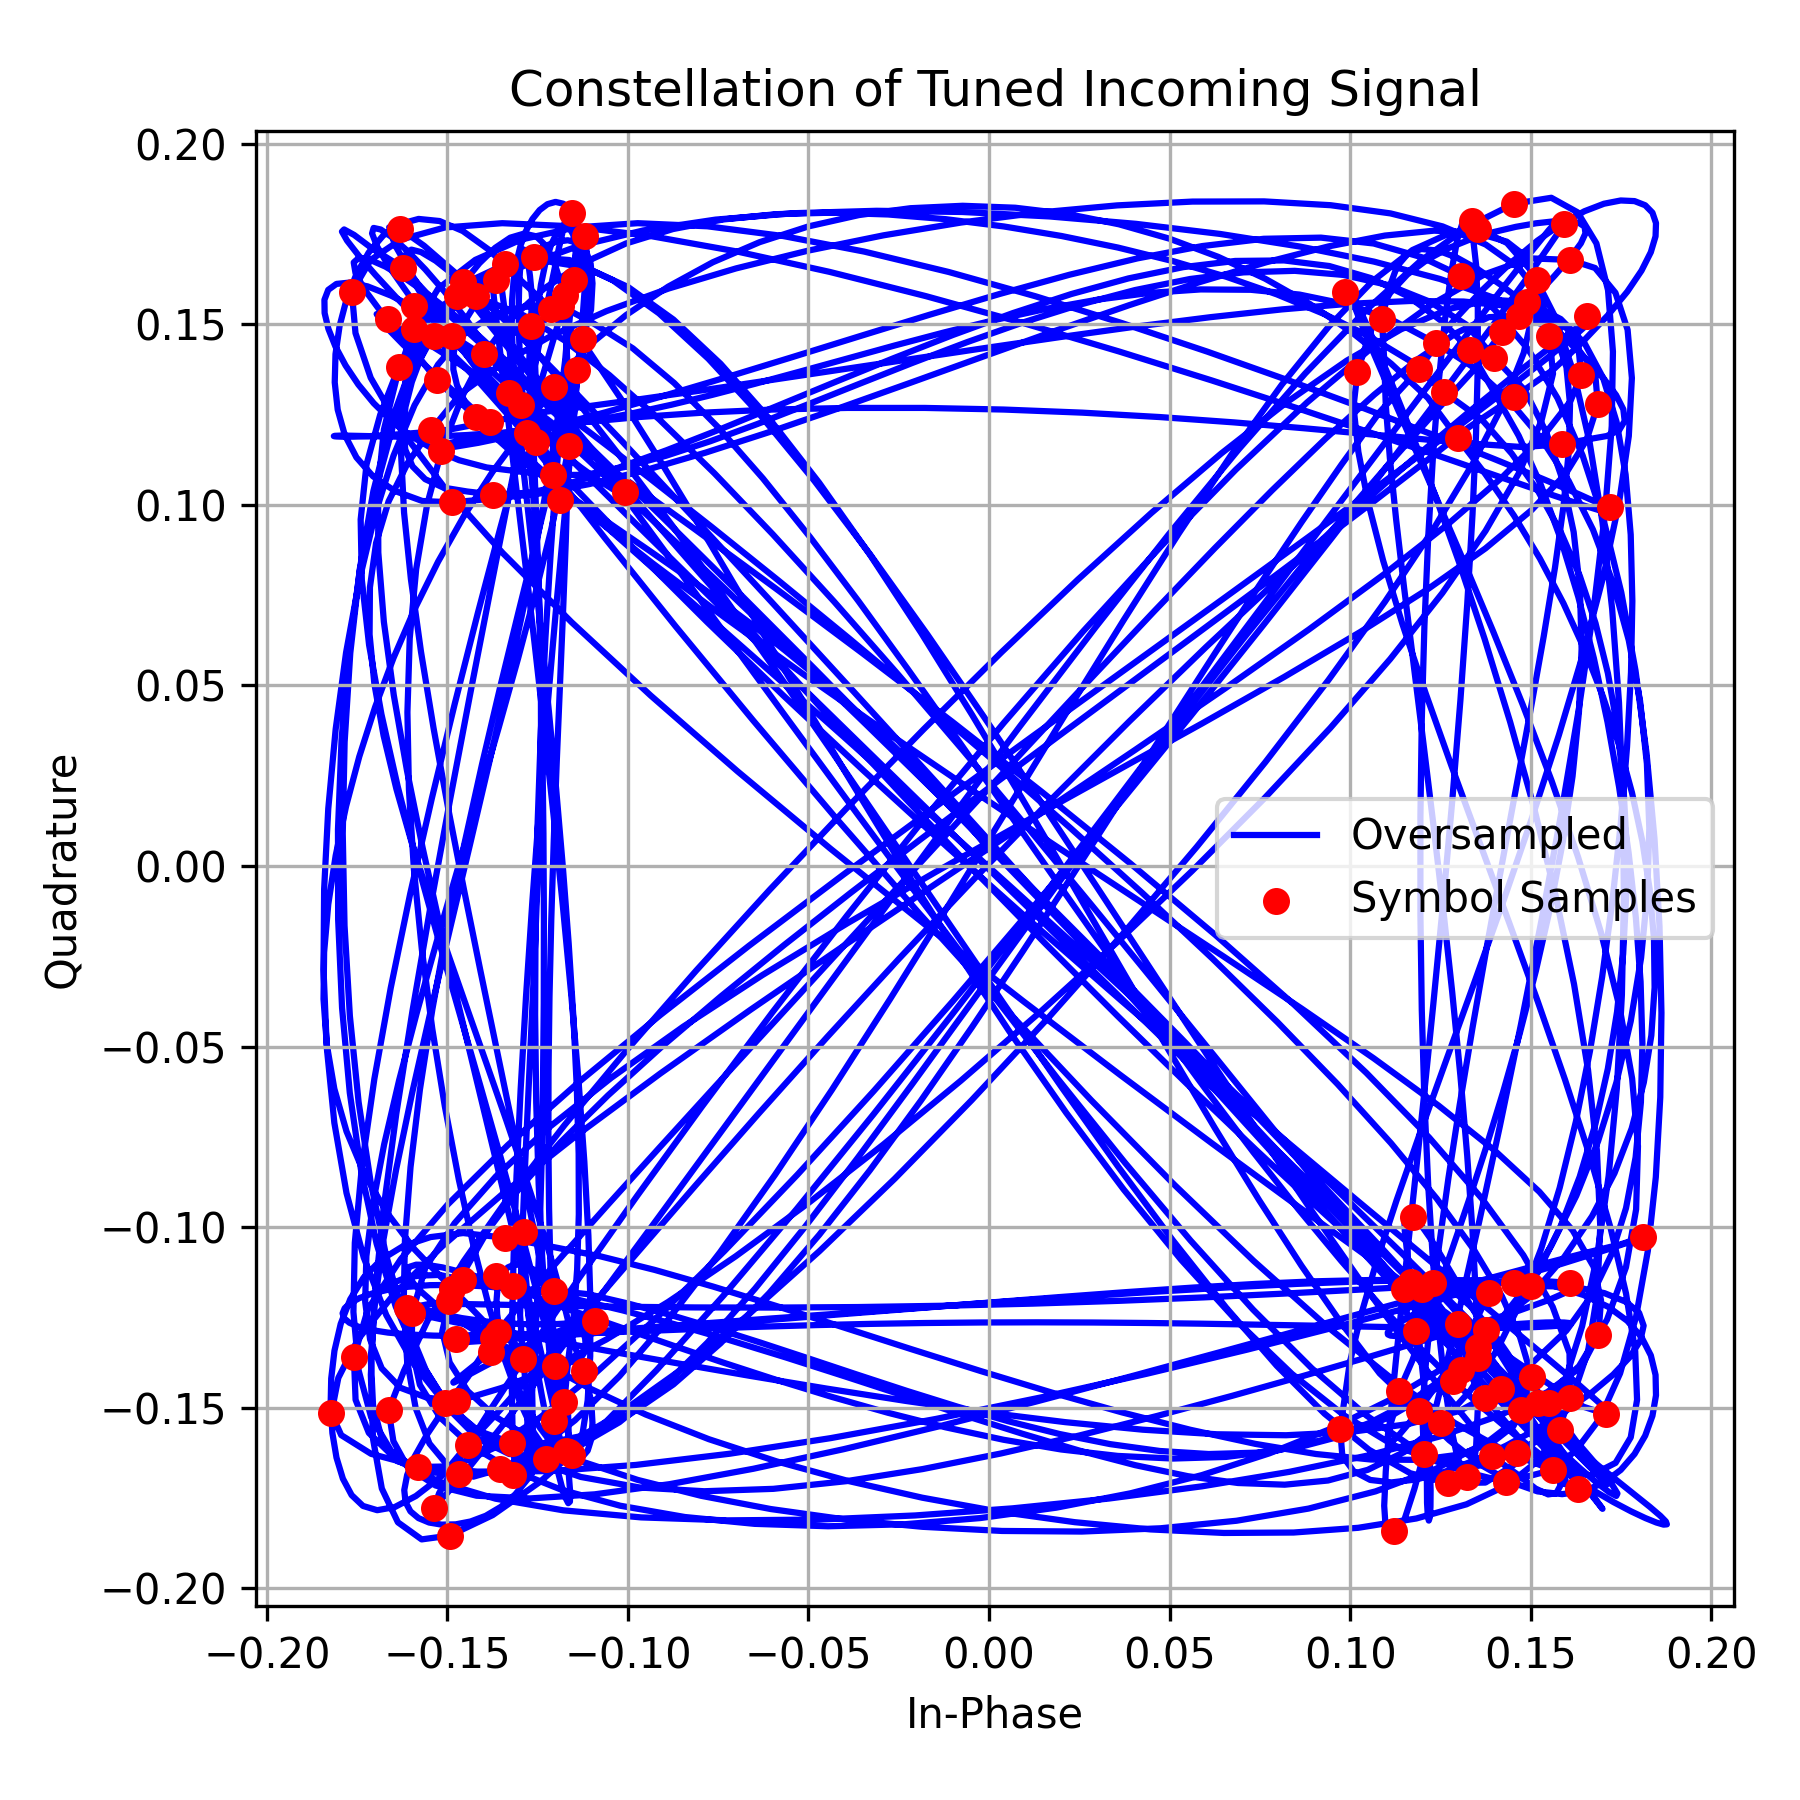 Constellation of Tuned Incoming Signal
0.20
0.15
0.10
0.05
0.00
−0.05
−0.10
−0.15
−0.20
Quadrature
Oversampled
Symbol Samples
−0.20 −0.15 −0.10 −0.05 0.00 0.05 0.10 0.15 0.20
In-Phase